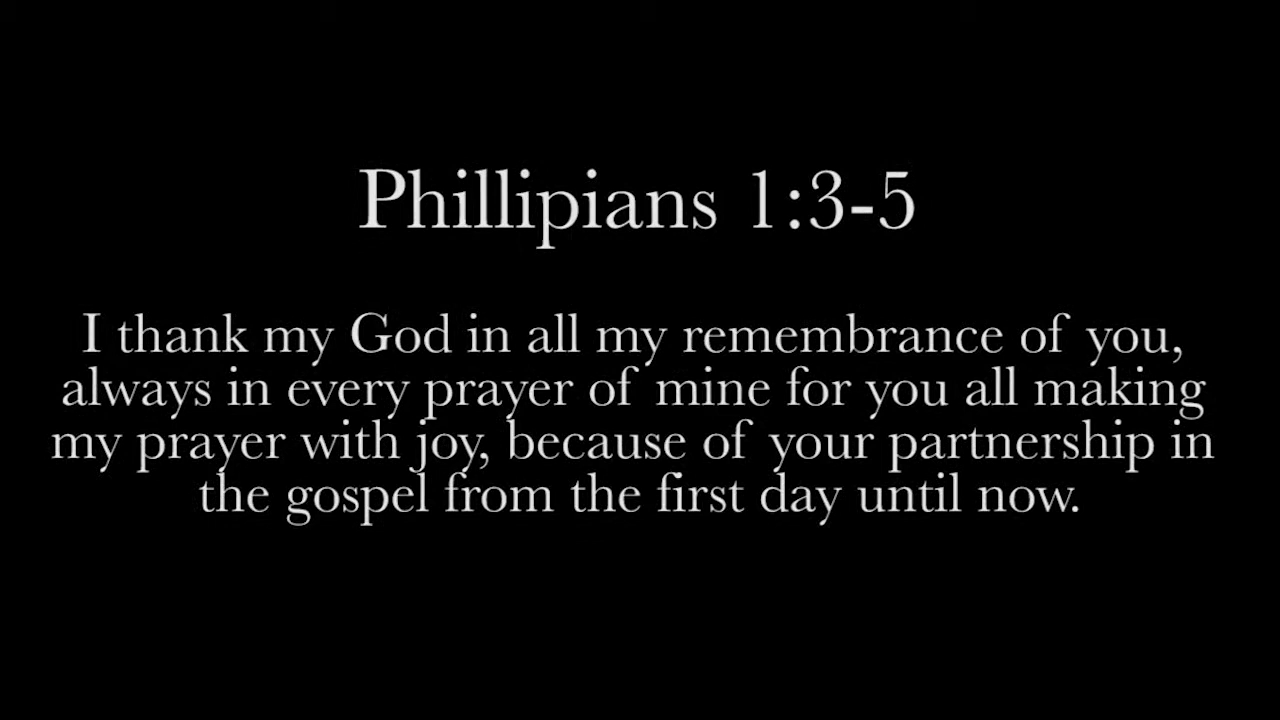 Phillipians 1:3-5
I thank my God in all my remembrance of you,
always in every prayer of mine for you all making
my prayer with joy, because of your partnership in
the gospel from the first day until now.